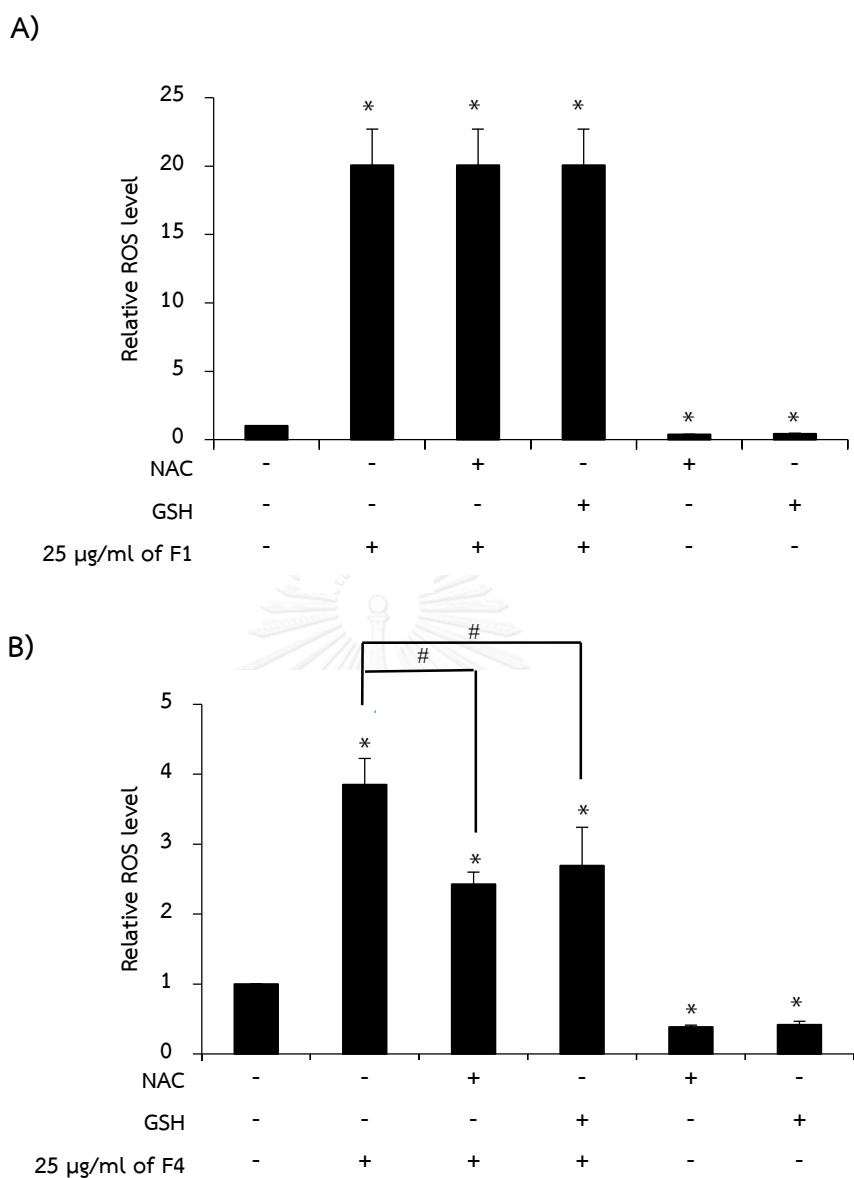 A)
Relative ROS level
25
20
15
10
5
0
* * * * *
NAC - - + - + -
GSH - - - + - +
25 µg/ml of F1 - + + + - -
B)
#
#
Relative ROS level
5
4
3
2
1
0
* * * * *
NAC - - + - + -
GSH - - - + - +
25 µg/ml of F4 - + + + - -